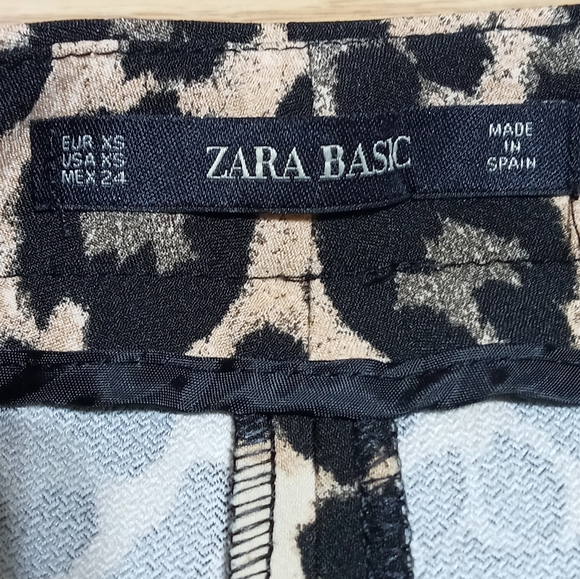 EUR XS
USA XS
MEX 24
ZARA BASIC
MADE
IN
SPAIN